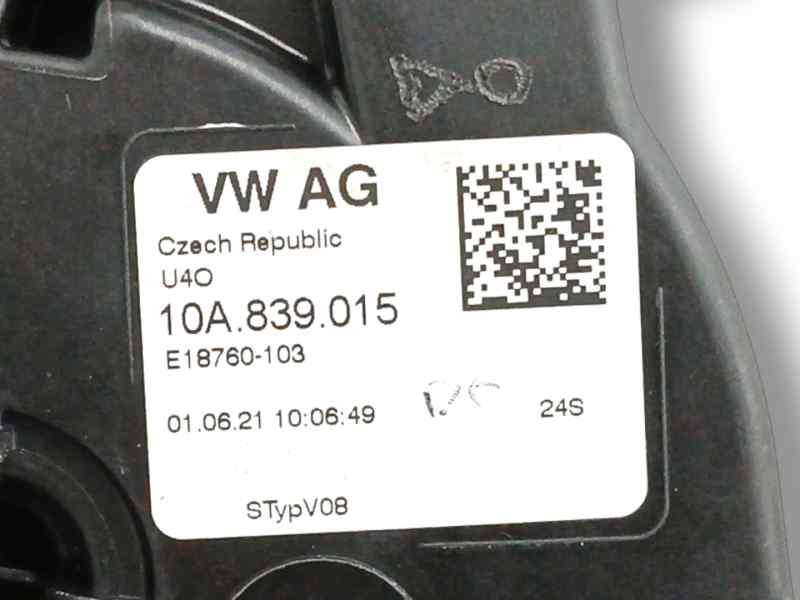 VW AG
Czech Republic
U4O
10A.839.015
E18760-103
01.06.21 10:06:49
24S
STypV08